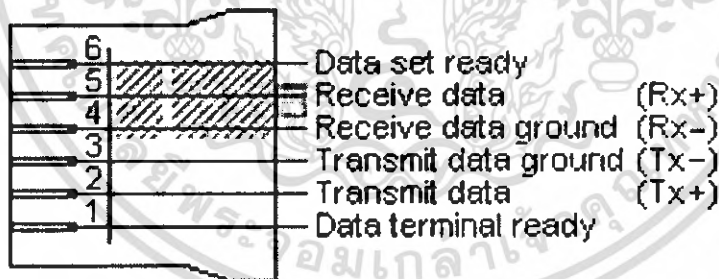 6 Data set ready
5 Receive data (Rx+)
4 Receive data ground (Rx-)
3 Transmit data ground (Tx-)
2 Transmit data (Tx+)
1 Data terminal ready